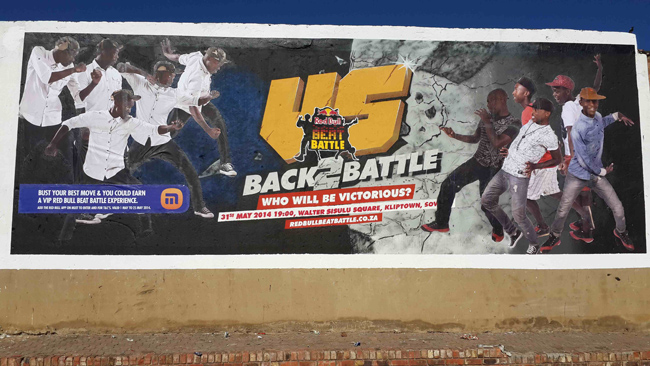 VS
Red Bull
BEAT
BATTLE
BACK2BATTLE
WHO WILL BE VICTORIOUS?
31ST MAY 2014 19:00, WALTER SISULU SQUARE, KLIPTOWN, SOW
REDBULLBEATBATTLE.CO.ZA
BUST YOUR BEST MOVE & YOU COULD EARN
A VIP RED BULL BEAT BATTLE EXPERIENCE.
m